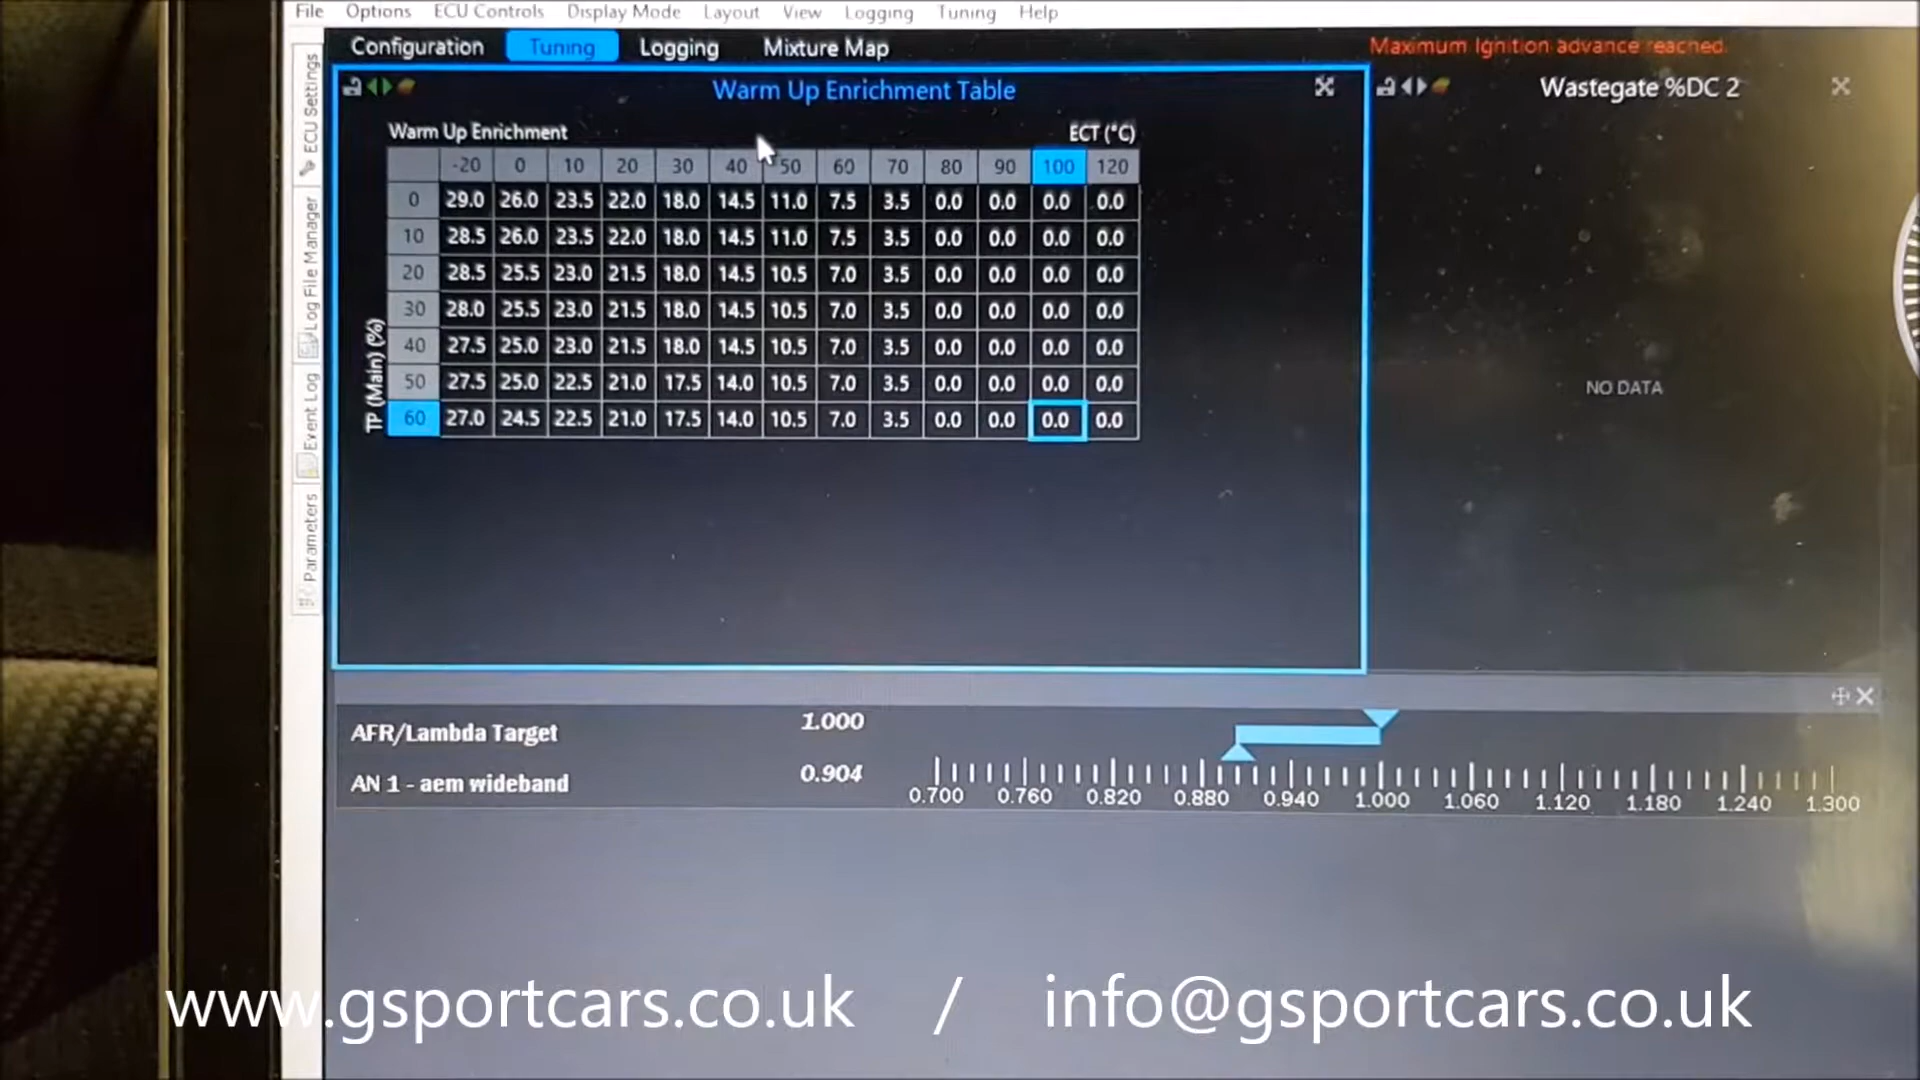 File Options ECU Controls Display Mode Layout View Logging Tuning Help
Configuration Tuning Logging Mixture Map Maximum Ignition advance reached.
Warm Up Enrichment Table Wastegate %DC 2
Warm Up Enrichment ECT (°C)
-20 0 10 20 30 40 50 60 70 80 90 100 120
0 29.0 26.0 23.5 22.0 18.0 14.5 11.0 7.5 3.5 0.0 0.0 0.0 0.0
10 28.5 26.0 23.5 22.0 18.0 14.5 11.0 7.5 3.5 0.0 0.0 0.0 0.0
20 28.5 25.5 23.0 21.5 18.0 14.5 10.5 7.0 3.5 0.0 0.0 0.0 0.0
30 28.0 25.5 23.0 21.5 18.0 14.5 10.5 7.0 3.5 0.0 0.0 0.0 0.0
40 27.5 25.0 23.0 21.5 18.0 14.5 10.5 7.0 3.5 0.0 0.0 0.0 0.0
50 27.5 25.0 22.5 21.0 17.5 14.0 10.5 7.0 3.5 0.0 0.0 0.0 0.0
60 27.0 24.5 22.5 21.0 17.5 14.0 10.5 7.0 3.5 0.0 0.0 0.0 0.0
TP (Main) (%)
ECU Settings
Log File Manager
Event Log
Parameters
NO DATA
AFR/Lambda Target 1.000
AN 1 - aem wideband 0.904
0.700 0.760 0.820 0.880 0.940 1.000 1.060 1.120 1.180 1.240 1.300
www.gsportcars.co.uk / info@gsportcars.co.uk